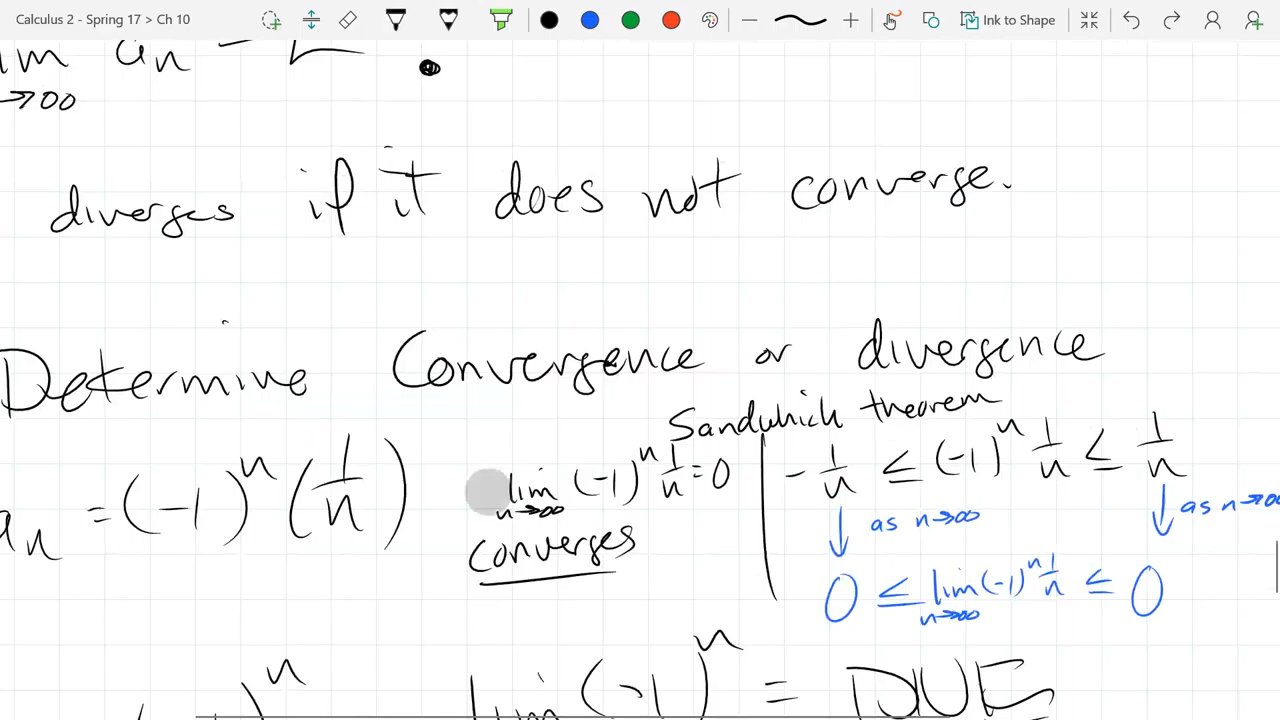 Calculus 2 - Spring 17 > Ch 10
Ink to Shape
lim aₙ = L .
→∞
diverges if it does not converge.
Determine Convergence or divergence
Sandwhich theorem
aₙ = (-1)ⁿ (1/n)
lim (-1)ⁿ 1/n = 0
n→∞
converges
-1/n ≤ (-1)ⁿ 1/n ≤ 1/n
↓ as n→∞ ↓ as n→∞
0 ≤ lim (-1)ⁿ 1/n ≤ 0
n→∞
n
lim (-1)ⁿ = DNE